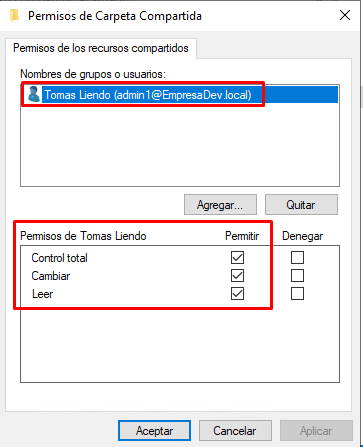 Permisos de Carpeta Compartida
Permisos de los recursos compartidos
Nombres de grupos o usuarios:
Tomas Liendo (admin1@EmpresaDev.local)
Agregar... Quitar
Permisos de Tomas Liendo Permitir Denegar
Control total
Cambiar
Leer
Aceptar Cancelar Aplicar